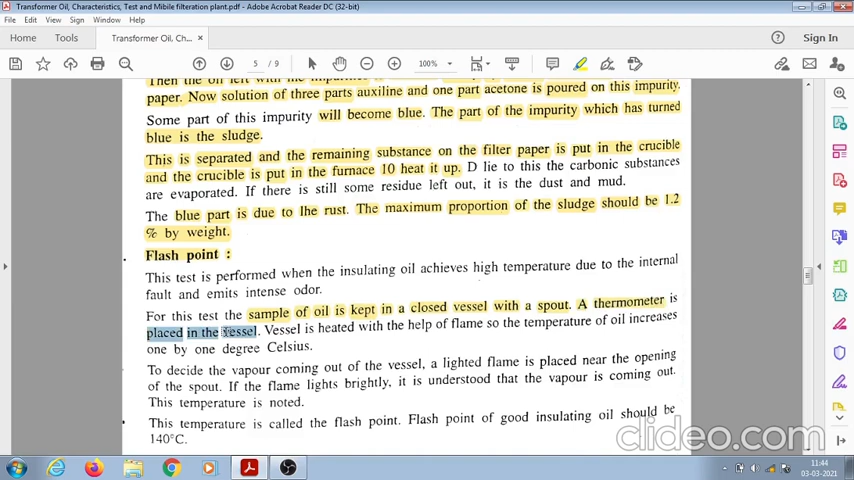 Transformer Oil, Characteristics, Test and Mibile filteration plant.pdf - Adobe Acrobat Reader DC (32-bit)
File Edit View Sign Window Help
Home Tools Transformer Oil, Ch... × Sign In
5 / 9 100%
Then the oil left with the impurities is
paper. Now solution of three parts auxiline and one part acetone is poured on this impurity.
Some part of this impurity will become blue. The part of the impurity which has turned
blue is the sludge.
This is separated and the remaining substance on the filter paper is put in the crucible
and the crucible is put in the furnace 10 heat it up. D lie to this the carbonic substances
are evaporated. If there is still some residue left out, it is the dust and mud.
The blue part is due to lhe rust. The maximum proportion of the sludge should be 1.2
% by weight.
Flash point :
This test is performed when the insulating oil achieves high temperature due to the internal
fault and emits intense odor.
For this test the sample of oil is kept in a closed vessel with a spout. A thermometer is
placed in the vessel. Vessel is heated with the help of flame so the temperature of oil increases
one by one degree Celsius.
To decide the vapour coming out of the vessel, a lighted flame is placed near the opening
of the spout. If the flame lights brightly, it is understood that the vapour is coming out.
This temperature is noted.
This temperature is called the flash point. Flash point of good insulating oil should be
140°C.
clideo.com
11:44
03-03-2021